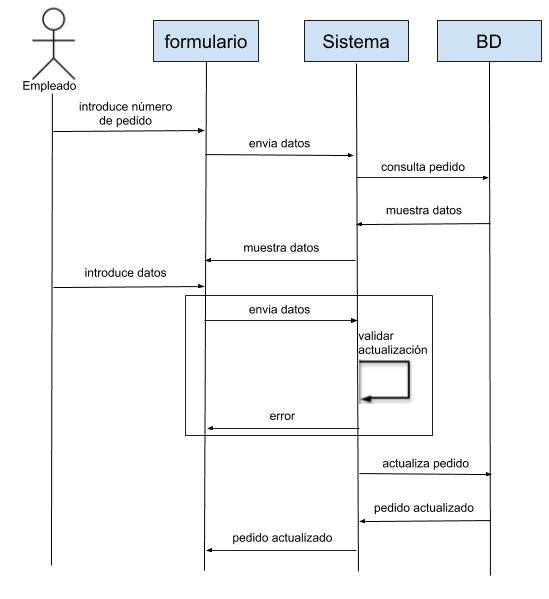 formulario
Sistema
BD
Empleado
introduce número
de pedido
envia datos
consulta pedido
muestra datos
muestra datos
introduce datos
envia datos
validar
actualización
error
actualiza pedido
pedido actualizado
pedido actualizado